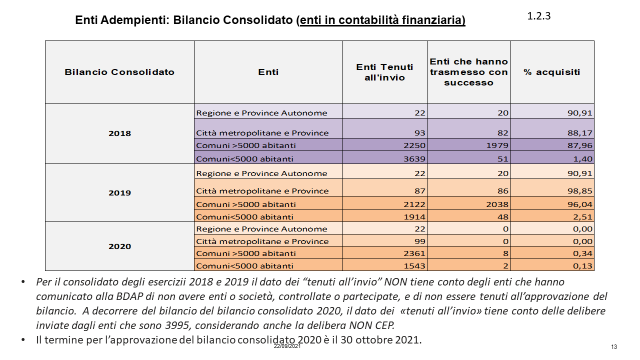 Enti Adempienti: Bilancio Consolidato (enti in contabilità finanziaria)
1.2.3
Bilancio Consolidato Enti Enti Tenuti all'invio Enti che hanno trasmesso con successo % acquisiti
2018
Regione e Province Autonome 22 20 90,91
Città metropolitane e Province 93 82 88,17
Comuni >5000 abitanti 2250 1979 87,96
Comuni<5000 abitanti 3639 51 1,40
2019
Regione e Province Autonome 22 20 90,91
Città metropolitane e Province 87 86 98,85
Comuni >5000 abitanti 2122 2038 96,04
Comuni<5000 abitanti 1914 48 2,51
2020
Regione e Province Autonome 22 0 0,00
Città metropolitane e Province 99 0 0,00
Comuni >5000 abitanti 2361 8 0,34
Comuni<5000 abitanti 1543 2 0,13
• Per il consolidato degli esercizii 2018 e 2019 il dato dei “tenuti all’invio” NON tiene conto degli enti che hanno
comunicato alla BDAP di non avere enti o società, controllate o partecipate, e di non essere tenuti all’approvazione del
bilancio. A decorrere del bilancio del bilancio consolidato 2020, il dato dei «tenuti all’invio» tiene conto delle delibere
inviate dagli enti che sono 3995, considerando anche la delibera NON CEP.
• Il termine per l’approvazione del bilancio consolidato 2020 è il 30 ottobre 2021.
22/09/2021
13